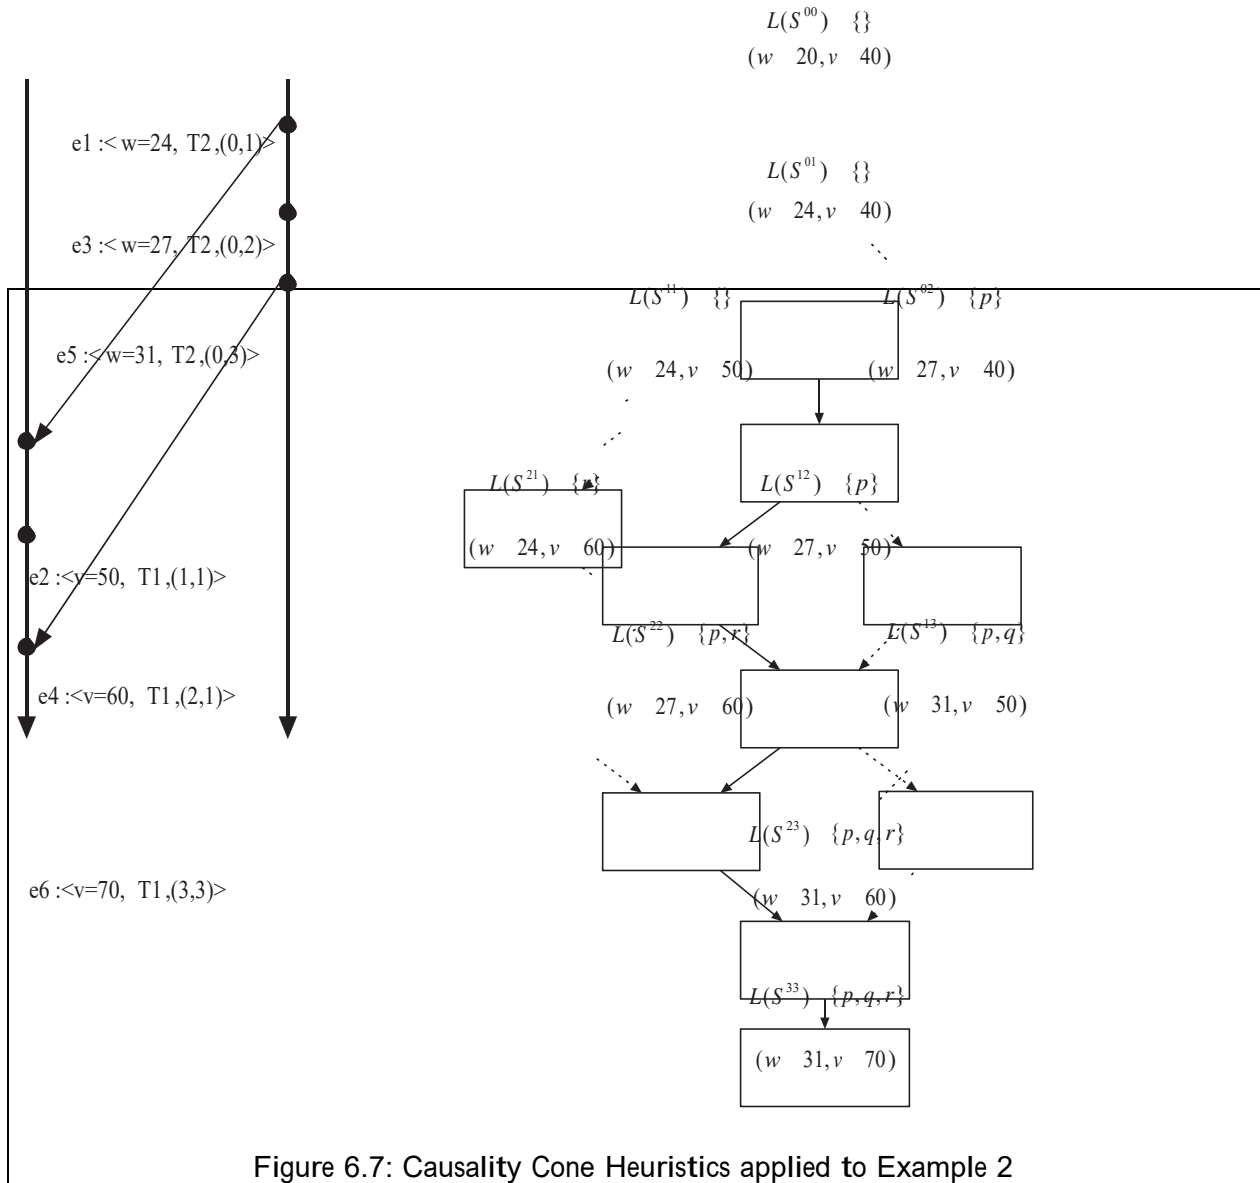 L(S^00) {}
(w 20, v 40)
e1 :< w=24, T2,(0,1)>
L(S^01) {}
(w 24, v 40)
e3 :< w=27, T2,(0,2)>
L(S^11) {} L(S^02) {p}
e5 :< w=31, T2,(0,3)>
(w 24, v 50) (w 27, v 40)
L(S^21) {r} L(S^12) {p}
(w 24, v 60) (w 27, v 50)
e2 :<v=50, T1,(1,1)>
L(S^22) {p, r} L(S^13) {p, q}
e4 :<v=60, T1,(2,1)>
(w 27, v 60) (w 31, v 50)
L(S^23) {p, q, r}
e6 :<v=70, T1,(3,3)>
(w 31, v 60)
L(S^33) {p, q, r}
(w 31, v 70)
Figure 6.7: Causality Cone Heuristics applied to Example 2